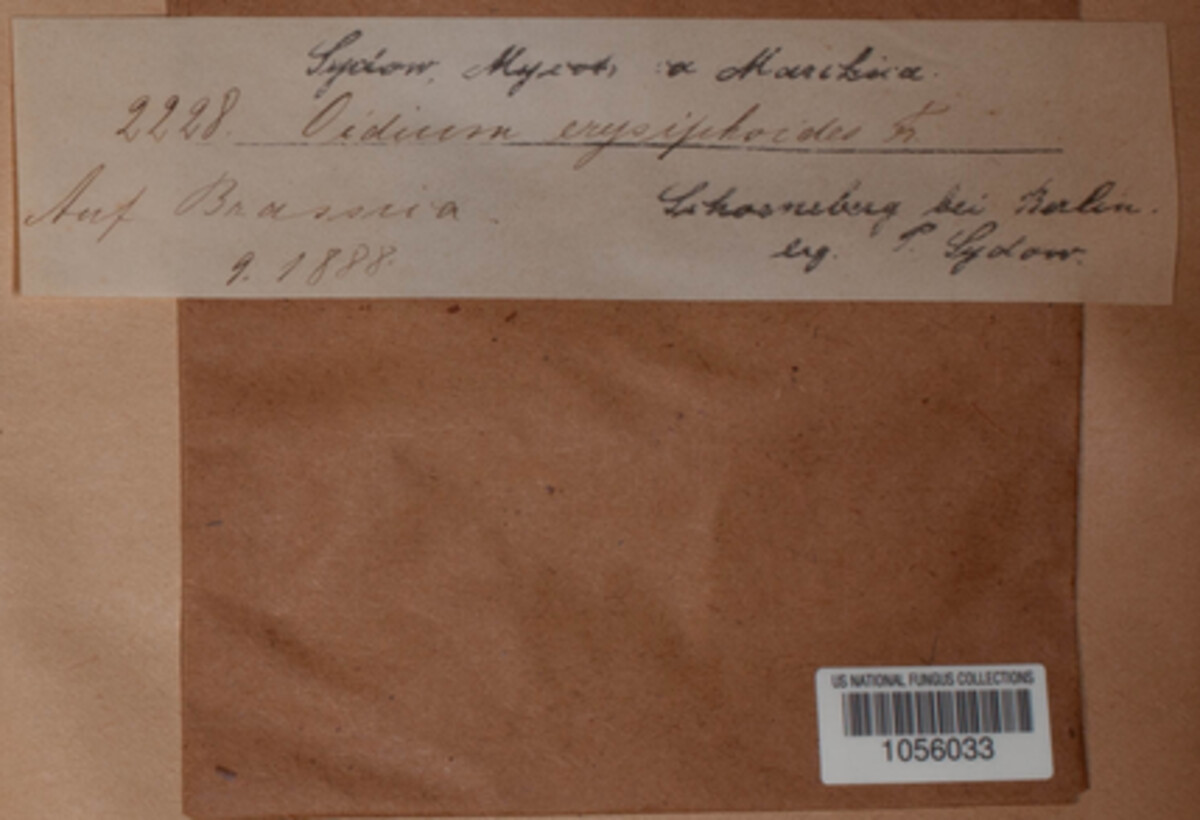 Sydow, Mycoth. a Marchica.
2228. Oidium erysiphoides Fr.
Auf Brassica.
9. 1888.
Schoeneberg bei Berlin.
leg. P. Sydow.
US NATIONAL FUNGUS COLLECTIONS
1056033